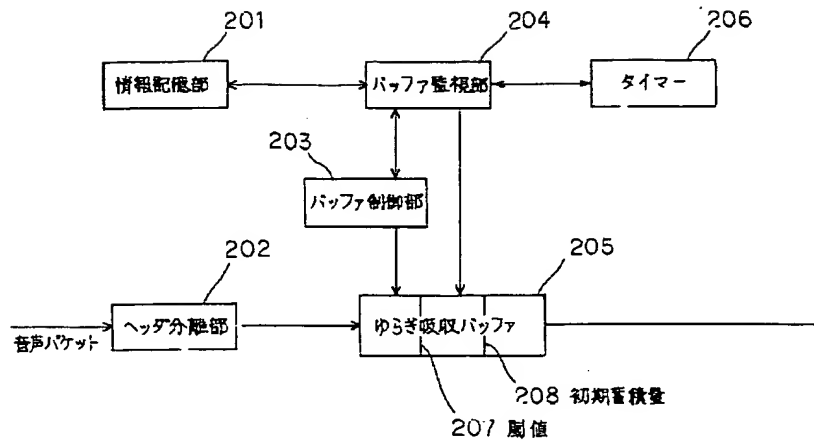 201
204
206
情報記憶部
バッファ監視部
タイマー
203
バッファ制御部
202
205
音声パケット
ヘッダ分離部
ゆらぎ吸収バッファ
208 初期蓄積量
207 閾値